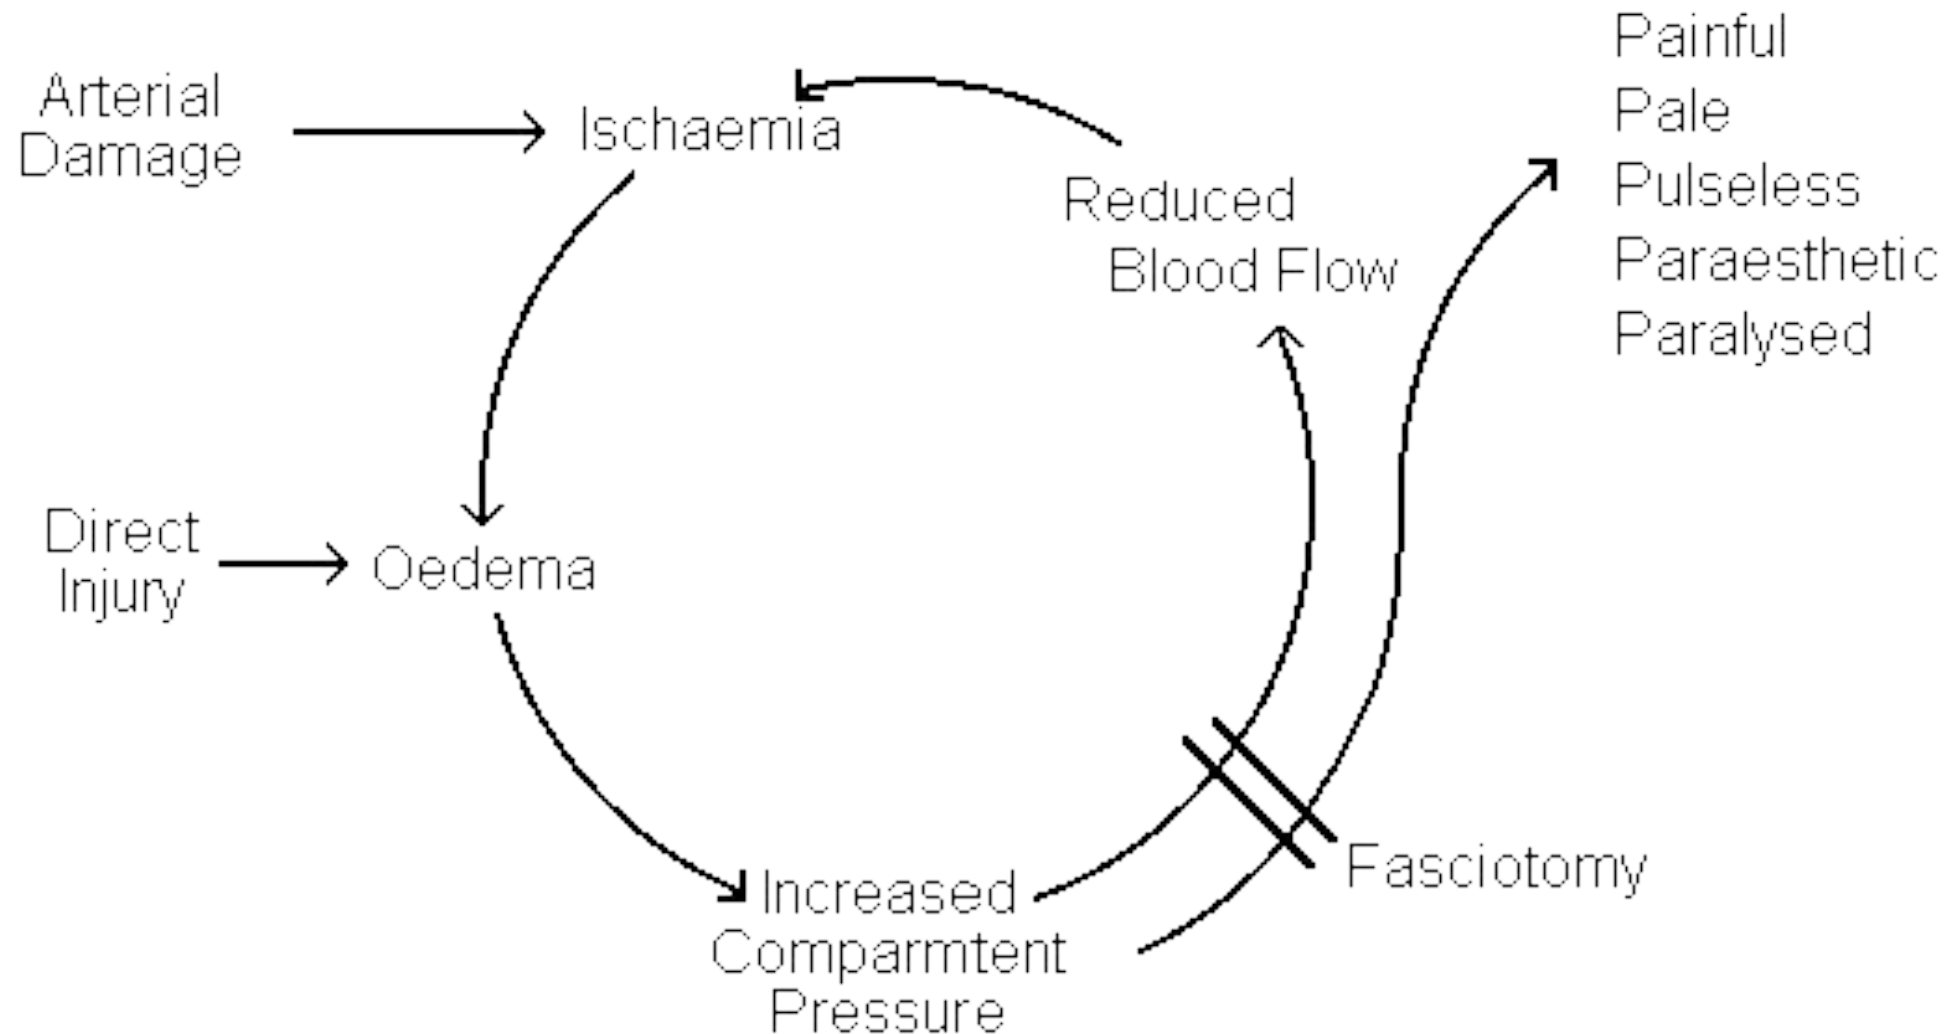 Arterial
Damage
Ischaemia
Reduced
Blood Flow
Painful
Pale
Pulseless
Paraesthetic
Paralysed
Direct
Injury
Oedema
Increased
Comparmtent
Pressure
Fasciotomy